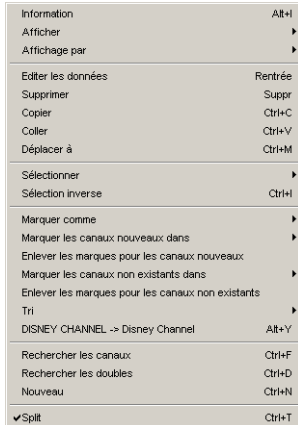 Information Alt+I
Afficher
Affichage par
Editer les données Rentrée
Supprimer Suppr
Copier Ctrl+C
Coller Ctrl+V
Déplacer à Ctrl+M
Sélectionner
Sélection inverse Ctrl+I
Marquer comme
Marquer les canaux nouveaux dans
Enlever les marques pour les canaux nouveaux
Marquer les canaux non existants dans
Enlever les marques pour les canaux non existants
Tri
DISNEY CHANNEL -> Disney Channel Alt+Y
Rechercher les canaux Ctrl+F
Rechercher les doubles Ctrl+D
Nouveau Ctrl+N
Split Ctrl+T